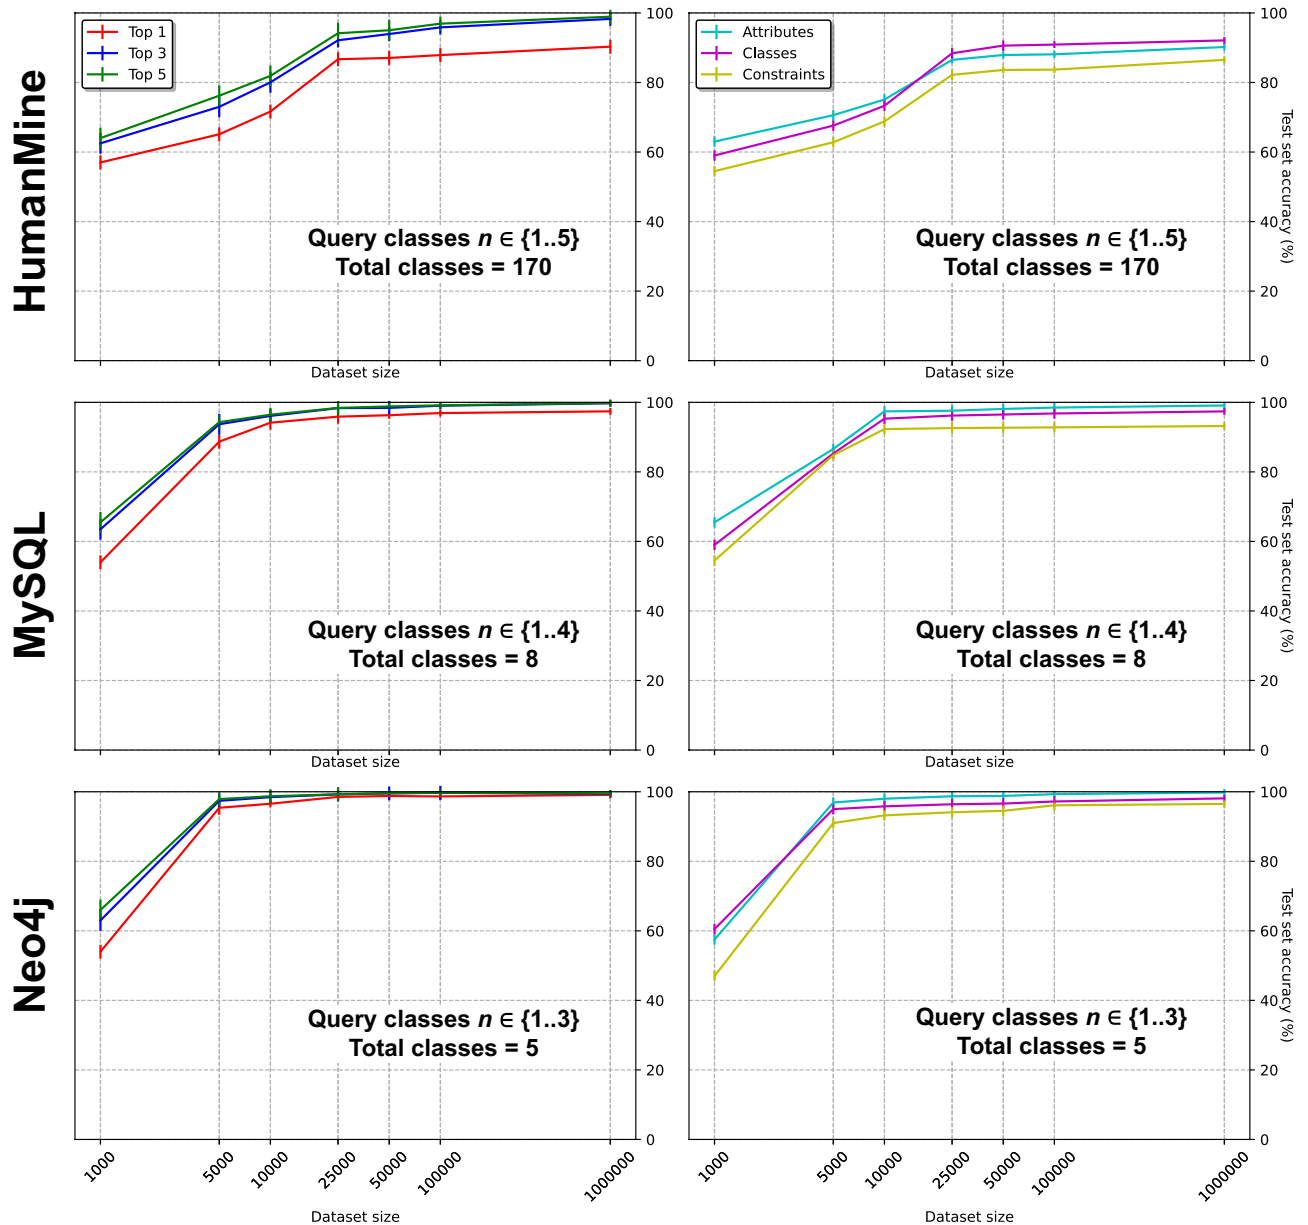 HumanMine
Top 1
Top 3
Top 5
100
80
60
40
20
0
Query classes n ∈ {1..5}
Total classes = 170
Dataset size
Attributes
Classes
Constraints
100
80
60
40
20
0
Test set accuracy (%)
Query classes n ∈ {1..5}
Total classes = 170
Dataset size
MySQL
100
80
60
40
20
0
Query classes n ∈ {1..4}
Total classes = 8
Dataset size
100
80
60
40
20
0
Test set accuracy (%)
Query classes n ∈ {1..4}
Total classes = 8
Dataset size
Neo4j
100
80
60
40
20
0
Query classes n ∈ {1..3}
Total classes = 5
1000
5000
10000
25000
50000
100000
1000000
Dataset size
100
80
60
40
20
0
Test set accuracy (%)
Query classes n ∈ {1..3}
Total classes = 5
1000
5000
10000
25000
50000
100000
1000000
Dataset size